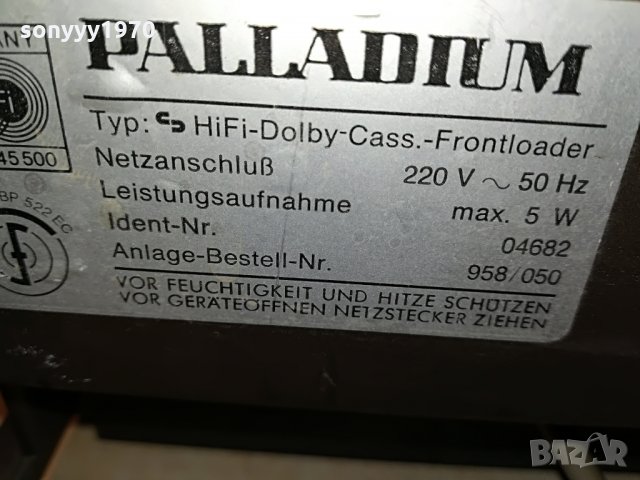 sonyyy1970
PALLADIUM
45500
Typ: HiFi-Dolby-Cass.-Frontloader
Netzanschluß 220 V ~ 50 Hz
Leistungsaufnahme max. 5 W
Ident-Nr. 04682
Anlage-Bestell-Nr. 958/050
BP 522 EG
VOR FEUCHTIGKEIT UND HITZE SCHÜTZEN
VOR GERÄTEÖFFNEN NETZSTECKER ZIEHEN
BAZAR